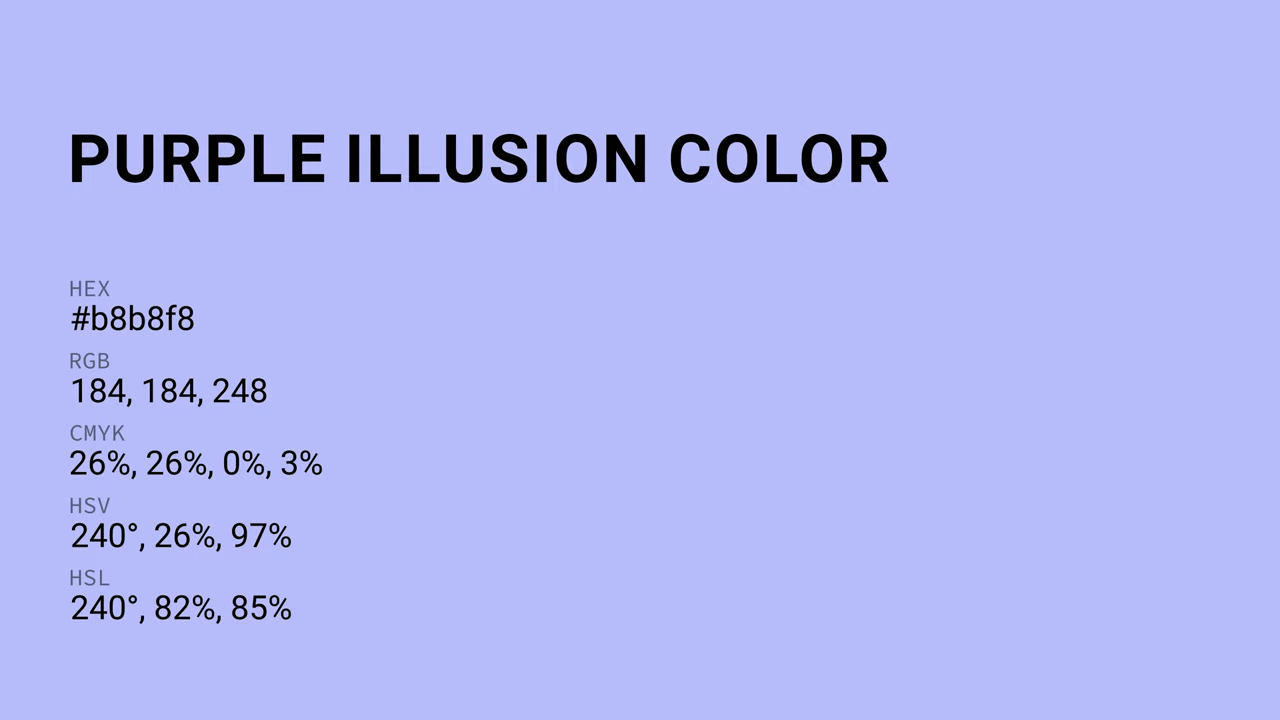 PURPLE ILLUSION COLOR
HEX
#b8b8f8
RGB
184, 184, 248
CMYK
26%, 26%, 0%, 3%
HSV
240°, 26%, 97%
HSL
240°, 82%, 85%